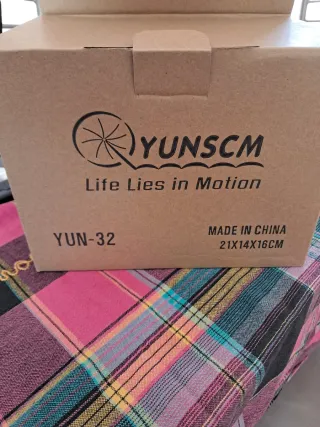 YUNSCM
Life Lies in Motion
YUN-32
MADE IN CHINA
21X14X16CM